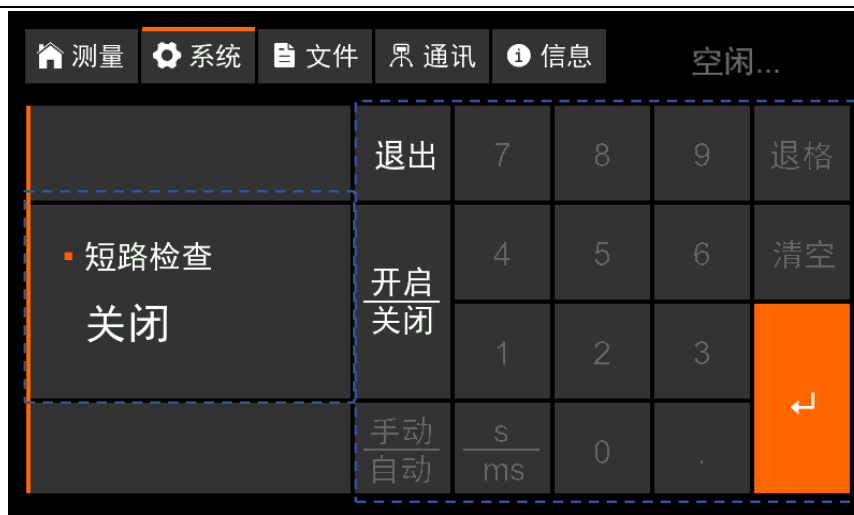 测量 系统 文件 通讯 信息 空闲...
退出 7 8 9 退格
短路检查
关闭
开启
关闭
4 5 6 清空
1 2 3
手动
自动
s
ms
0 .